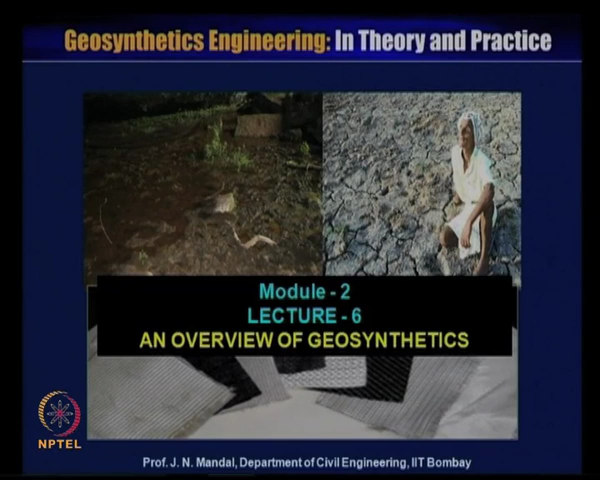 Geosynthetics Engineering: In Theory and Practice
Module - 2
LECTURE - 6
AN OVERVIEW OF GEOSYNTHETICS
NPTEL
Prof. J. N. Mandal, Department of Civil Engineering, IIT Bombay